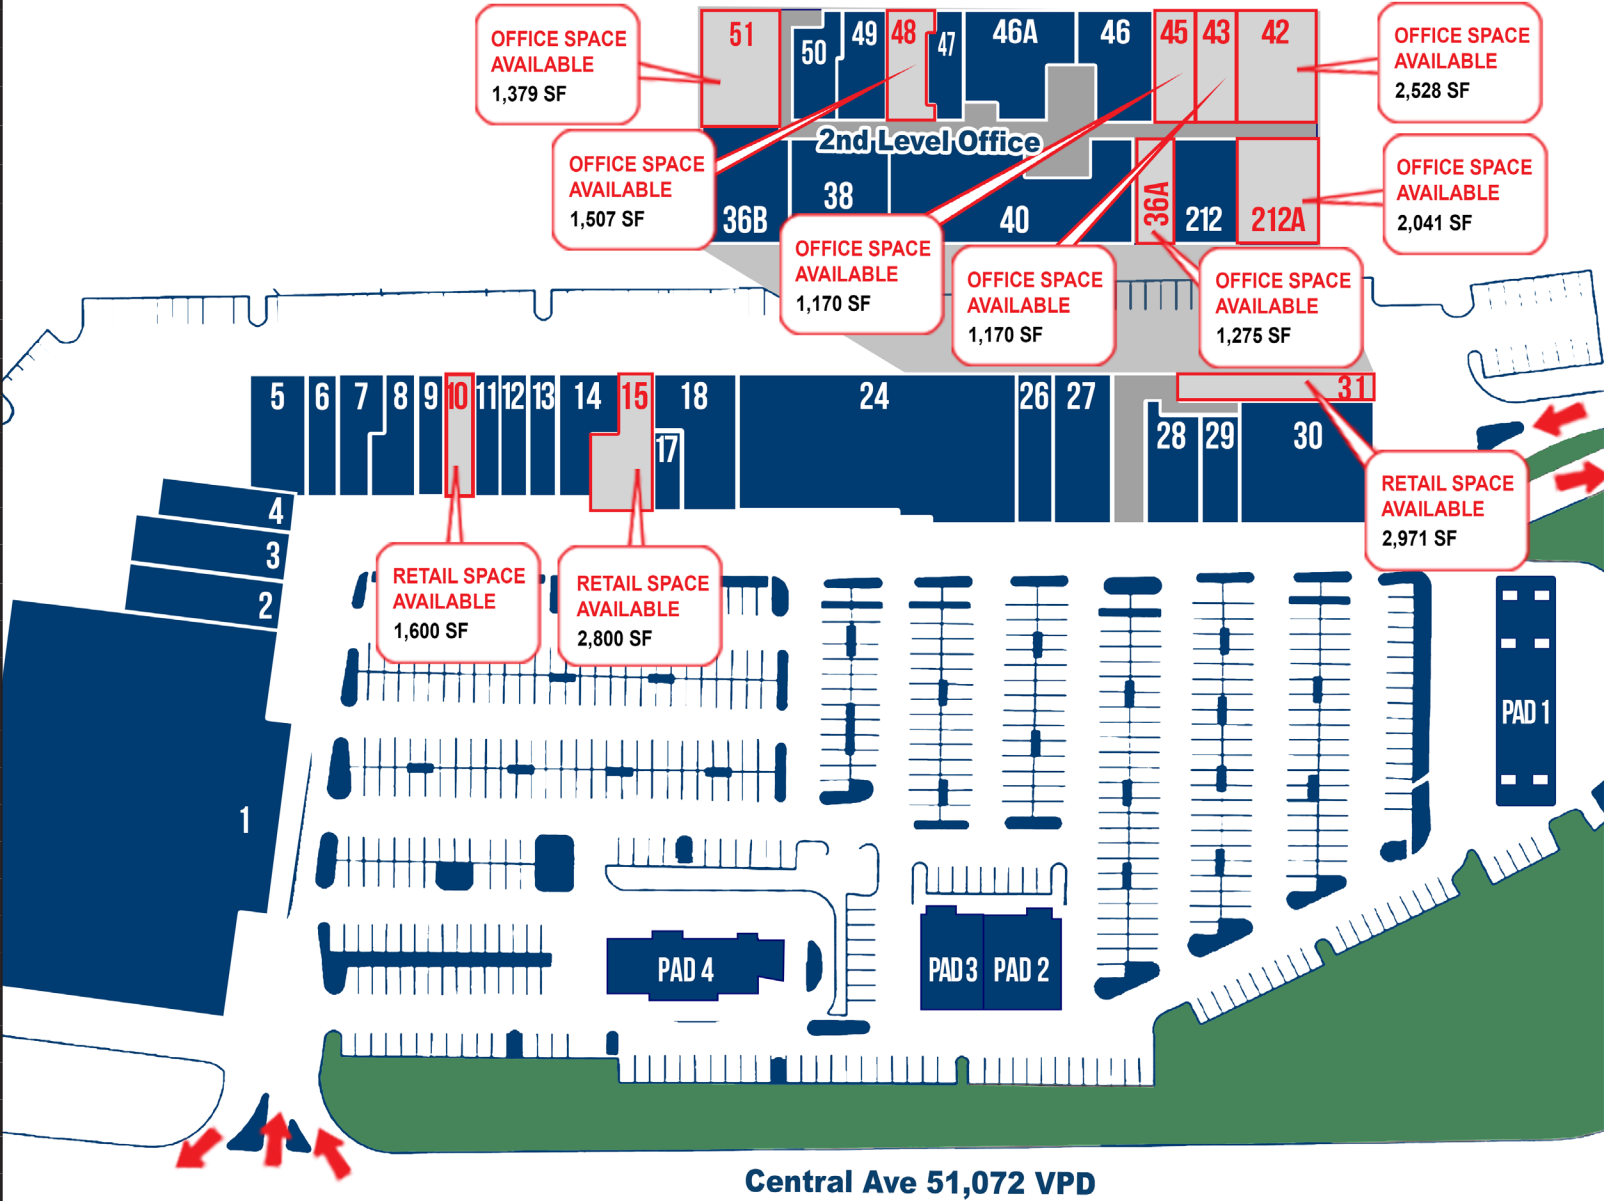 OFFICE SPACE
AVAILABLE
1,379 SF
51
50
49
48
47
46A
46
45
43
42
OFFICE SPACE
AVAILABLE
2,528 SF
2nd Level Office
OFFICE SPACE
AVAILABLE
1,507 SF
36B
38
40
36A
212
212A
OFFICE SPACE
AVAILABLE
2,041 SF
OFFICE SPACE
AVAILABLE
1,170 SF
OFFICE SPACE
AVAILABLE
1,170 SF
OFFICE SPACE
AVAILABLE
1,275 SF
5
6
7
8
9
10
11
12
13
14
15
17
18
24
26
27
28
29
30
31
RETAIL SPACE
AVAILABLE
2,971 SF
4
3
2
1
RETAIL SPACE
AVAILABLE
1,600 SF
RETAIL SPACE
AVAILABLE
2,800 SF
PAD 1
PAD 4
PAD 3
PAD 2
Central Ave 51,072 VPD